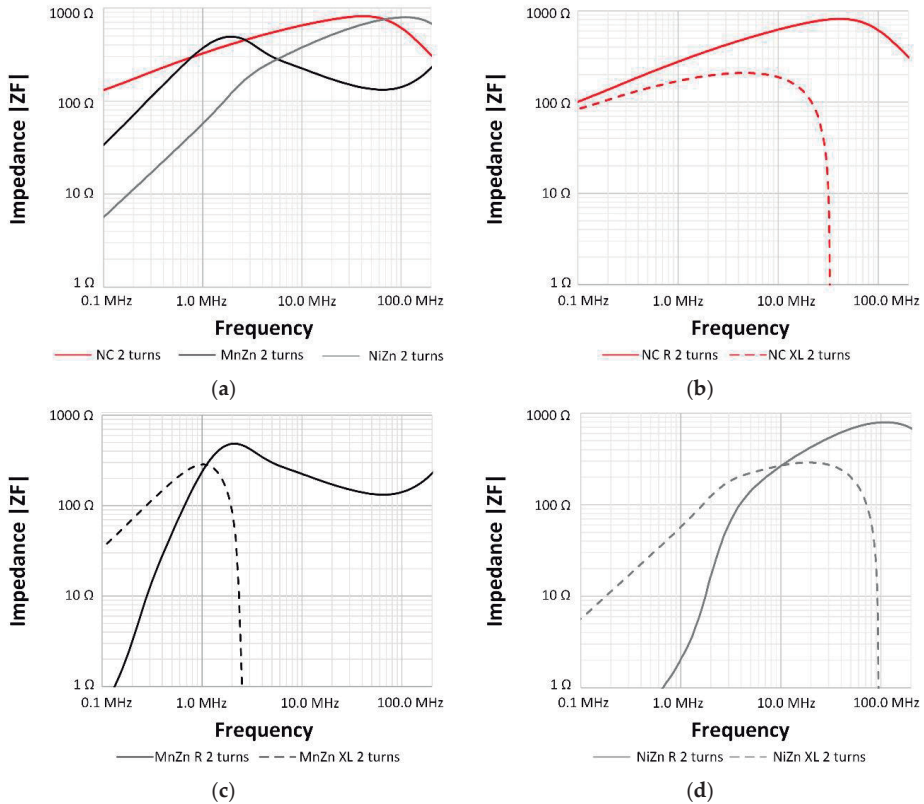 1000 Ω
100 Ω
10 Ω
1 Ω
Impedance |ZF|
0.1 MHz 1.0 MHz 10.0 MHz 100.0 MHz
Frequency
NC 2 turns MnZn 2 turns NiZn 2 turns
(a)
1000 Ω
100 Ω
10 Ω
1 Ω
Impedance |ZF|
0.1 MHz 1.0 MHz 10.0 MHz 100.0 MHz
Frequency
NC R 2 turns NC XL 2 turns
(b)
1000 Ω
100 Ω
10 Ω
1 Ω
Impedance |ZF|
0.1 MHz 1.0 MHz 10.0 MHz 100.0 MHz
Frequency
MnZn R 2 turns MnZn XL 2 turns
(c)
1000 Ω
100 Ω
10 Ω
1 Ω
Impedance |ZF|
0.1 MHz 1.0 MHz 10.0 MHz 100.0 MHz
Frequency
NiZn R 2 turns NiZn XL 2 turns
(d)